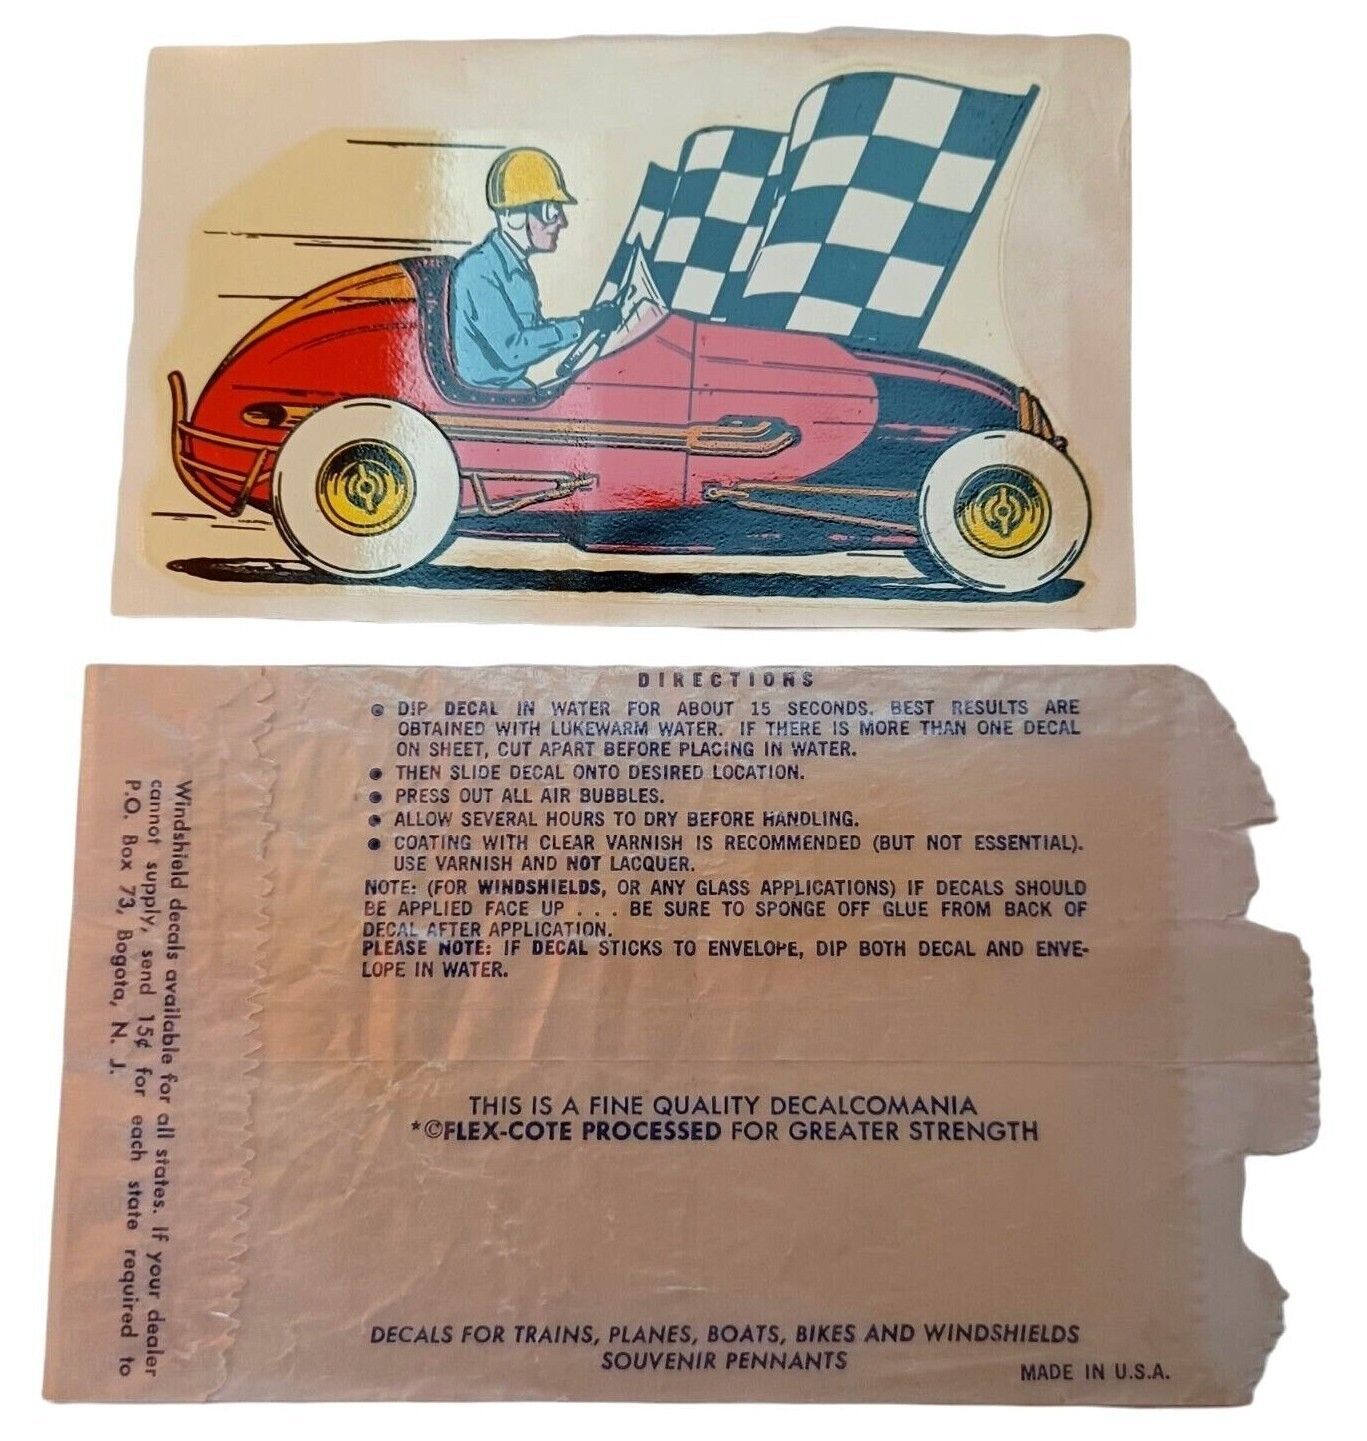 DIRECTIONS
● DIP DECAL IN WATER FOR ABOUT 15 SECONDS. BEST RESULTS ARE
OBTAINED WITH LUKEWARM WATER. IF THERE IS MORE THAN ONE DECAL
ON SHEET, CUT APART BEFORE PLACING IN WATER.
● THEN SLIDE DECAL ONTO DESIRED LOCATION.
● PRESS OUT ALL AIR BUBBLES.
● ALLOW SEVERAL HOURS TO DRY BEFORE HANDLING.
● COATING WITH CLEAR VARNISH IS RECOMMENDED (BUT NOT ESSENTIAL).
USE VARNISH AND NOT LACQUER.
NOTE: (FOR WINDSHIELDS, OR ANY GLASS APPLICATIONS) IF DECALS SHOULD
BE APPLIED FACE UP . . . BE SURE TO SPONGE OFF GLUE FROM BACK OF
DECAL AFTER APPLICATION.
PLEASE NOTE: IF DECAL STICKS TO ENVELOPE, DIP BOTH DECAL AND ENVE-
LOPE IN WATER.
Windshield decals available for all states. If your dealer
cannot supply, send 15¢ for each state required to
P.O. Box 73, Bogota, N. J.
THIS IS A FINE QUALITY DECALCOMANIA
*©FLEX-COTE PROCESSED FOR GREATER STRENGTH
DECALS FOR TRAINS, PLANES, BOATS, BIKES AND WINDSHIELDS
SOUVENIR PENNANTS
MADE IN U.S.A.